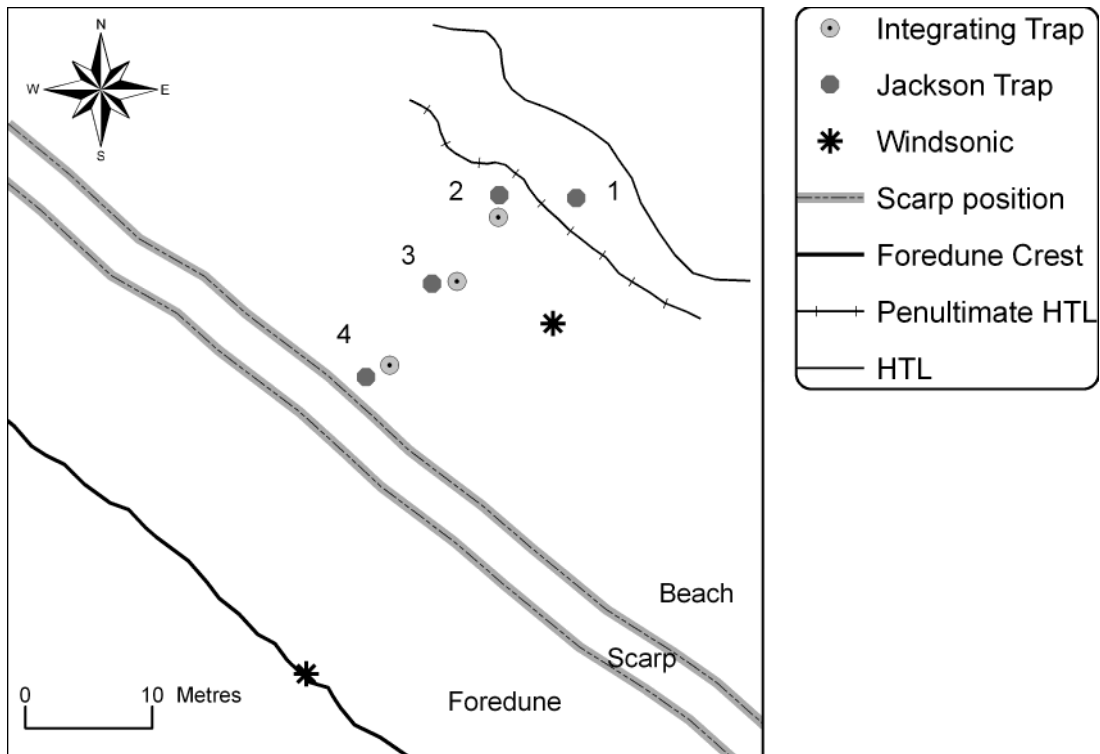 N
W
E
S
1
2
3
4
Beach
Scarp
Foredune
0 10 Metres
Integrating Trap
Jackson Trap
Windsonic
Scarp position
Foredune Crest
Penultimate HTL
HTL